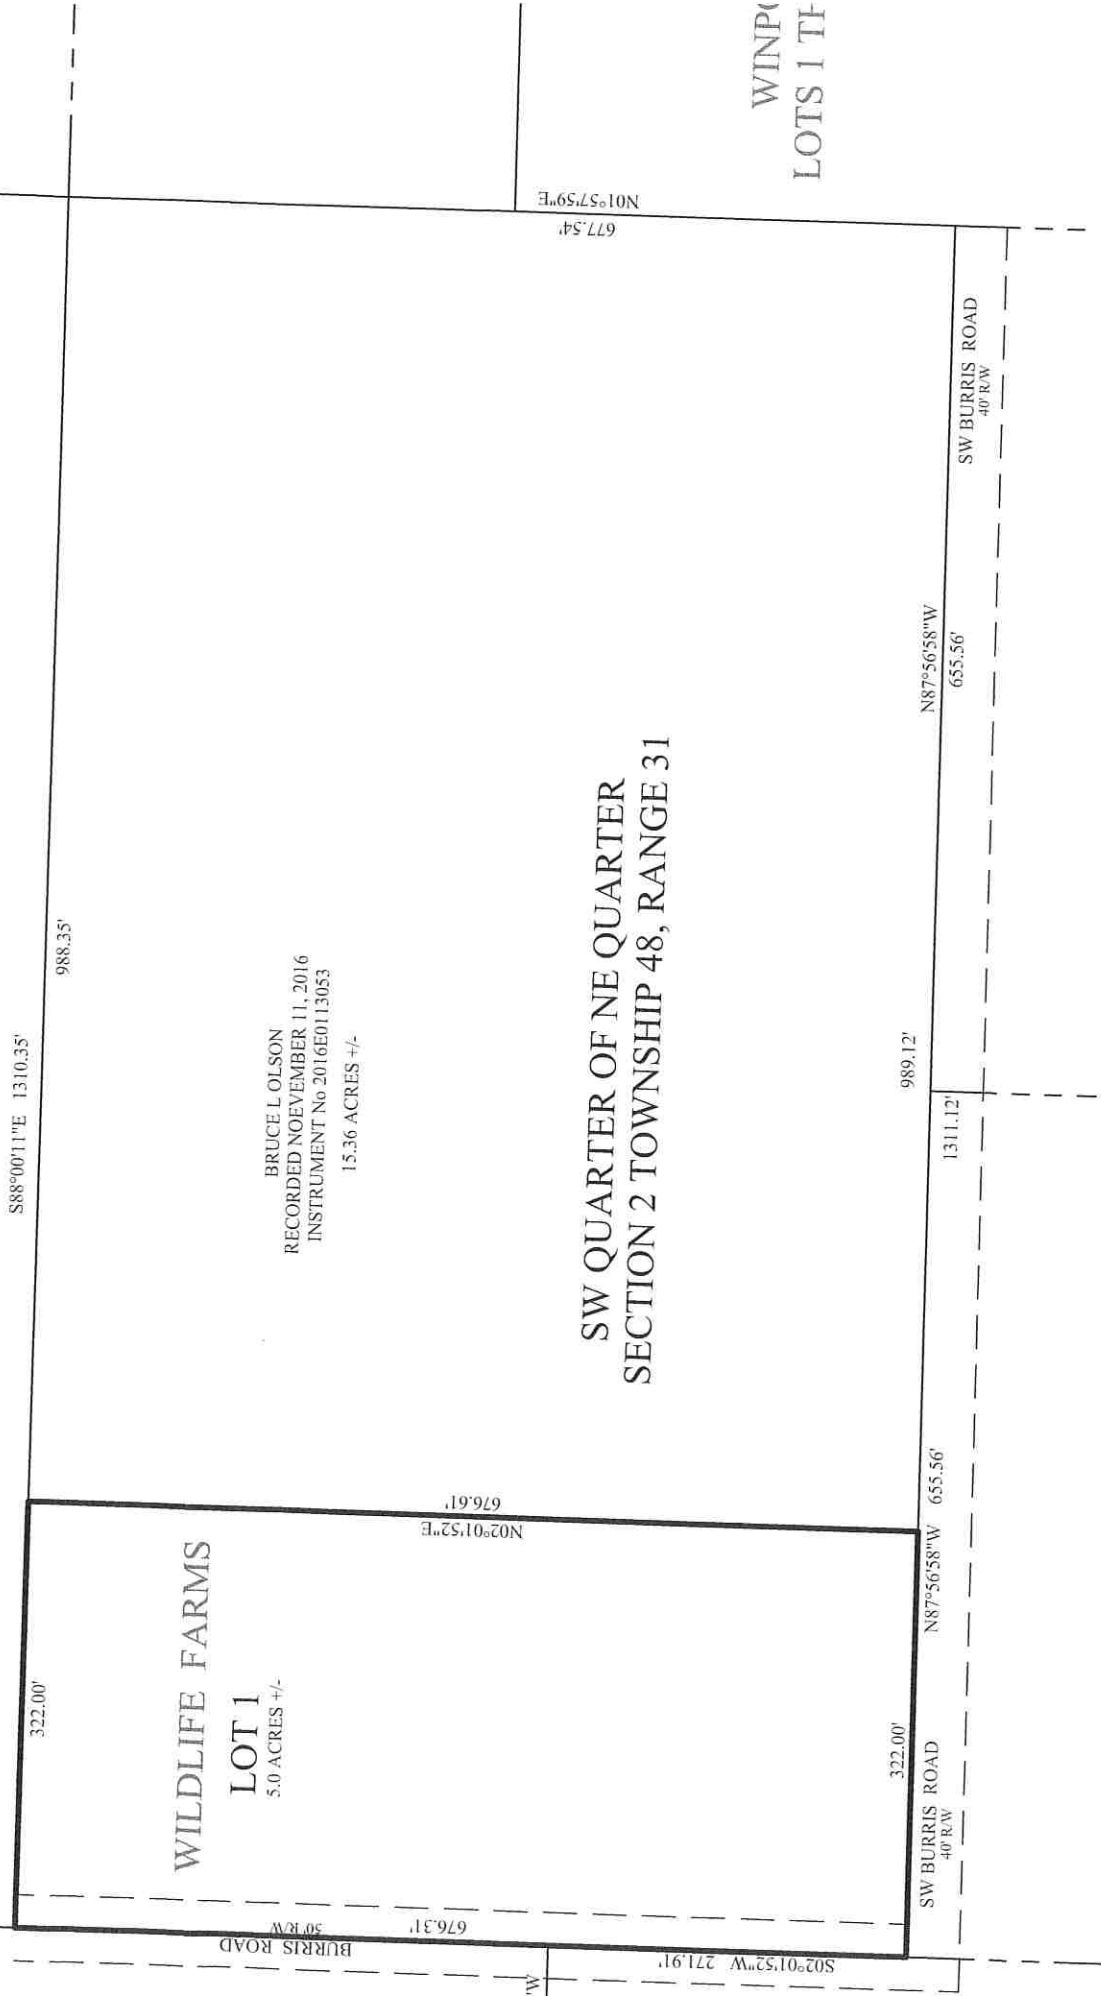 S88°00'11"E 1310.35'
988.35'
322.00'
WINP
LOTS 1
N01°57'59"E
677.54'
BRUCE L OLSON
RECORDED NOEVEMBER 11, 2016
INSTRUMENT No 2016E0113053
15.36 ACRES +/-
SW QUARTER OF NE QUARTER
SECTION 2 TOWNSHIP 48, RANGE 31
WILDLIFE FARMS
LOT 1
5.0 ACRES +/-
676.61'
N02°01'52"E
BURRIS ROAD
50' R/W
676.31'
S02°01'52"W 271.91'
'W
322.00'
989.12'
1311.12'
N87°56'58"W 655.56'
N87°56'58"W
655.56'
SW BURRIS ROAD
40' R/W
SW BURRIS ROAD
40' R/W